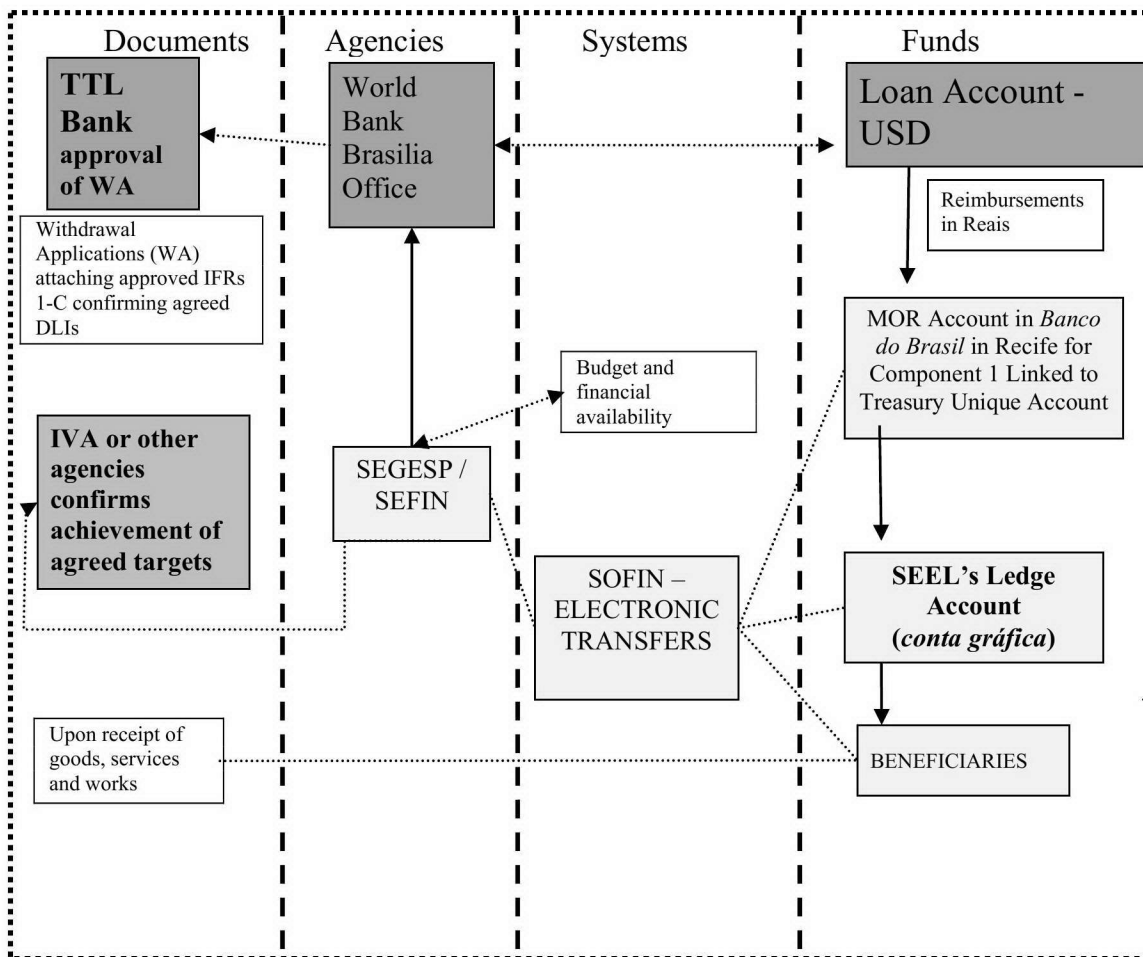 Documents
Agencies
Systems
Funds
TTL
Bank
approval
of WA
Withdrawal
Applications (WA)
attaching approved IFRs
1-C confirming agreed
DLIs
IVA or other
agencies
confirms
achievement of
agreed targets
Upon receipt of
goods, services
and works
World
Bank
Brasilia
Office
SEGESP /
SEFIN
Budget and
financial
availability
SOFIN –
ELECTRONIC
TRANSFERS
Loan Account -
USD
Reimbursements
in Reais
MOR Account in Banco
do Brasil in Recife for
Component 1 Linked to
Treasury Unique Account
SEEL’s Ledge
Account
(conta gráfica)
BENEFICIARIES